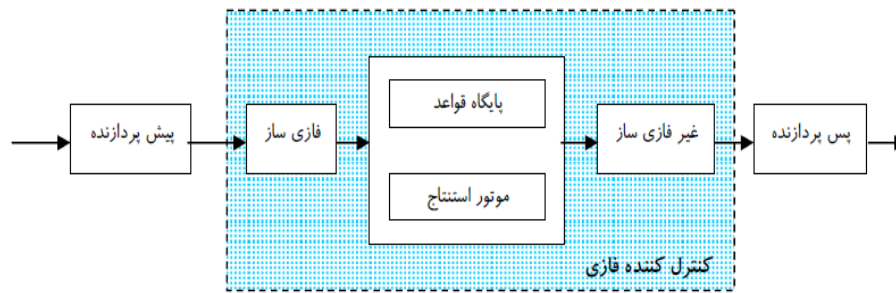 پیش پردازنده
فازی ساز
پایگاه قواعد
موتور استنتاج
غیر فازی ساز
پس پردازنده
کنترل کننده فازی